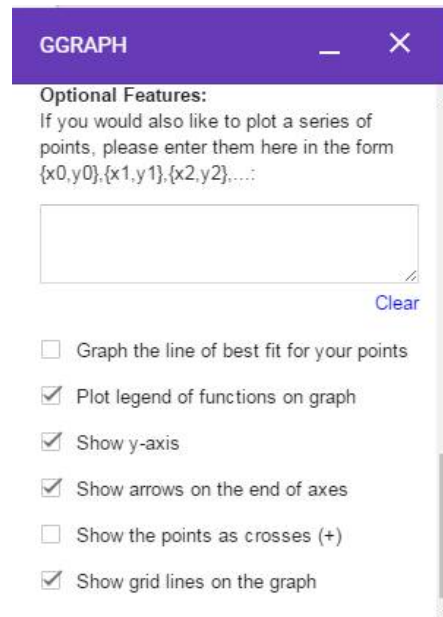 GGRAPH
Optional Features:
If you would also like to plot a series of
points, please enter them here in the form
{x0,y0},{x1,y1},{x2,y2},...:
Clear
Graph the line of best fit for your points
Plot legend of functions on graph
Show y-axis
Show arrows on the end of axes
Show the points as crosses (+)
Show grid lines on the graph